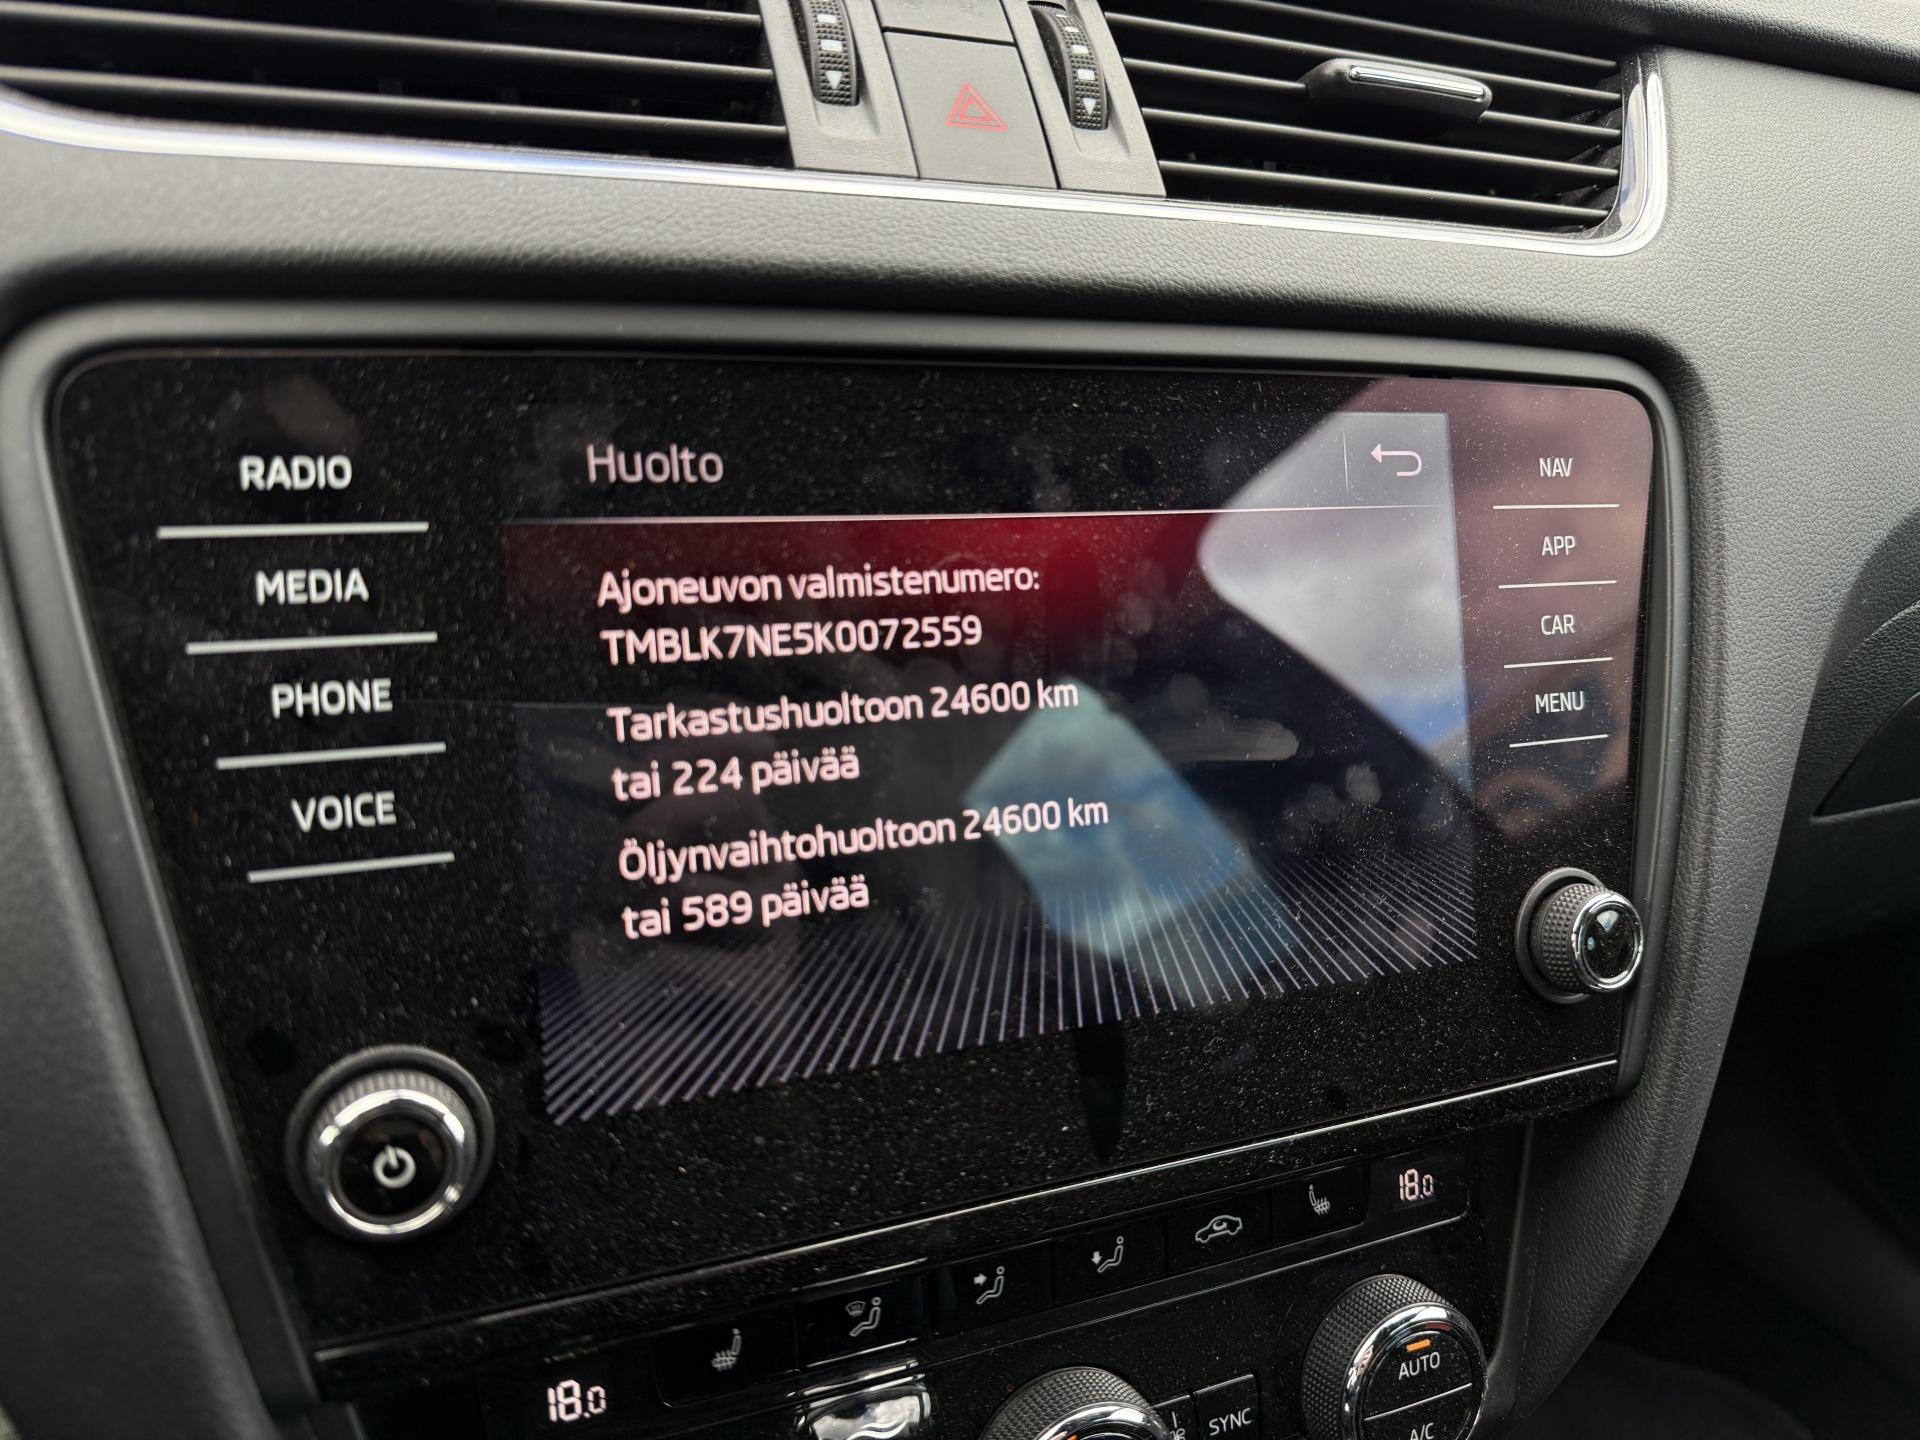 Huolto
RADIO
MEDIA
PHONE
VOICE
Ajoneuvon valmistenumero:
TMBLK7NE5K0072559
Tarkastushuoltoon 24600 km
tai 224 päivää
Öljynvaihtohuoltoon 24600 km
tai 589 päivää
NAV
APP
CAR
MENU
18.0
18.0
SYNC
AUTO
A/C